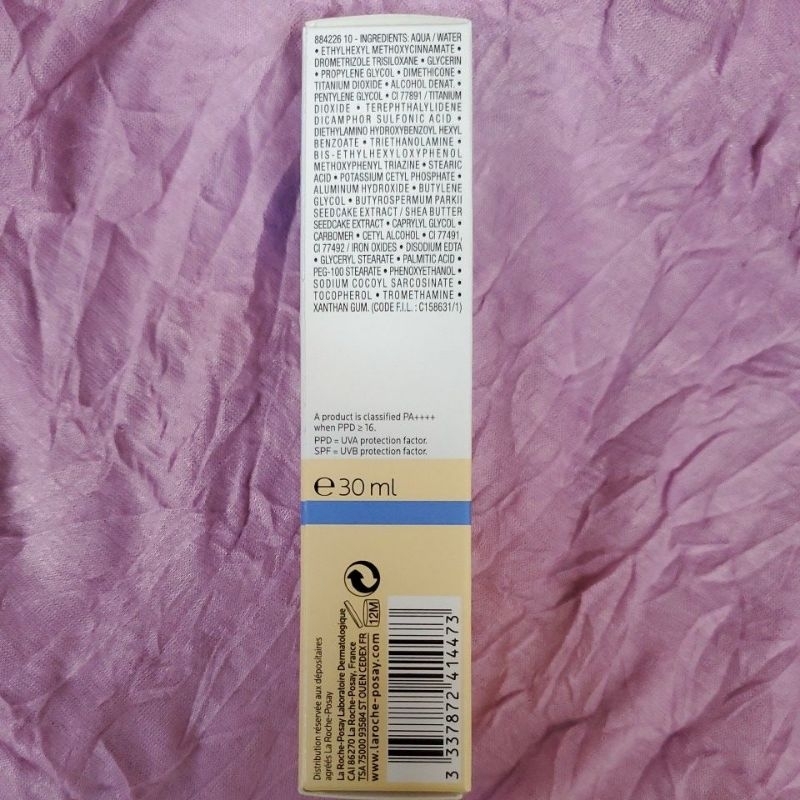 884226 10 - INGREDIENTS: AQUA / WATER
• ETHYLHEXYL METHOXYCINNAMATE •
DROMETRIZOLE TRISILOXANE • GLYCERIN
• PROPYLENE GLYCOL • DIMETHICONE •
TITANIUM DIOXIDE • ALCOHOL DENAT. •
PENTYLENE GLYCOL • CI 77891 / TITANIUM
DIOXIDE • TEREPHTHALYLIDENE
DICAMPHOR SULFONIC ACID •
DIETHYLAMINO HYDROXYBENZOYL HEXYL
BENZOATE • TRIETHANOLAMINE •
BIS-ETHYLHEXYLOXYPHENOL
METHOXYPHENYL TRIAZINE • STEARIC
ACID • POTASSIUM CETYL PHOSPHATE •
ALUMINUM HYDROXIDE • BUTYLENE
GLYCOL • BUTYROSPERMUM PARKII
SEEDCAKE EXTRACT / SHEA BUTTER
SEEDCAKE EXTRACT • CAPRYLYL GLYCOL •
CARBOMER • CETYL ALCOHOL • CI 77491,
CI 77492 / IRON OXIDES • DISODIUM EDTA
• GLYCERYL STEARATE • PALMITIC ACID •
PEG-100 STEARATE • PHENOXYETHANOL •
SODIUM COCOYL SARCOSINATE •
TOCOPHEROL • TROMETHAMINE •
XANTHAN GUM. (CODE F.I.L. : C158631/1)
A product is classified PA++++
when PPD ≥ 16.
PPD = UVA protection factor.
SPF = UVB protection factor.
℮ 30 ml
12M
Distribution réservée aux dépositaires
agréés La Roche-Posay
La Roche-Posay Laboratoire Dermatologique
CAI 86270 La Roche-Posay, France
TSA 75000 93584 ST OUEN CEDEX FR
www.laroche-posay.com
3 337872 414473